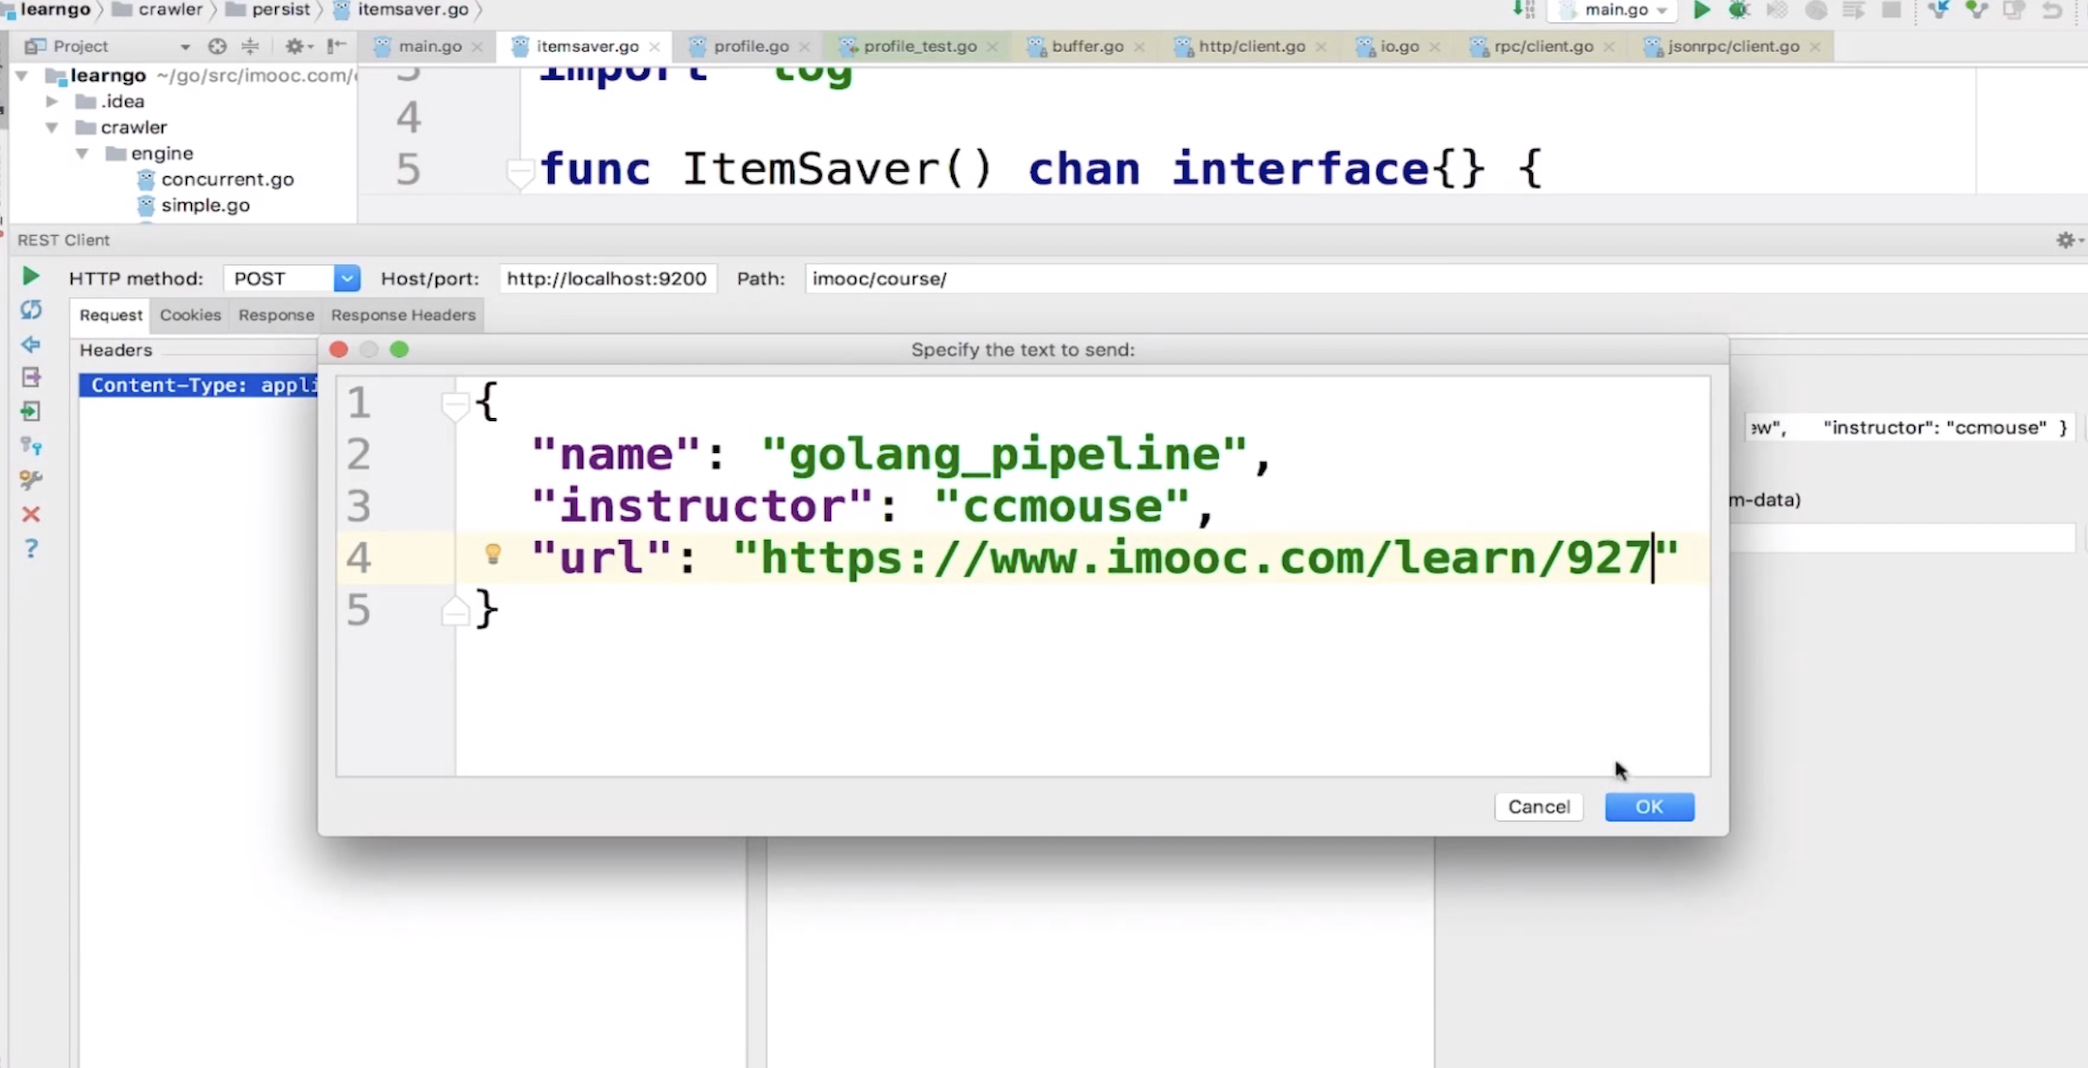 learngo crawler persist itemsaver.go main.go
Project main.go itemsaver.go profile.go profile_test.go buffer.go http/client.go io.go rpc/client.go jsonrpc/client.go
learngo ~/go/src/imooc.com/
.idea
crawler
engine
concurrent.go
simple.go
3 import "log"
4
5 func ItemSaver() chan interface{} {
REST Client
HTTP method: POST Host/port: http://localhost:9200 Path: imooc/course/
Request Cookies Response Response Headers
Headers
Content-Type: appli
Specify the text to send:
1 {
2 "name": "golang_pipeline",
3 "instructor": "ccmouse",
4 "url": "https://www.imooc.com/learn/927"
5 }
ew", "instructor": "ccmouse" }
m-data)
Cancel OK